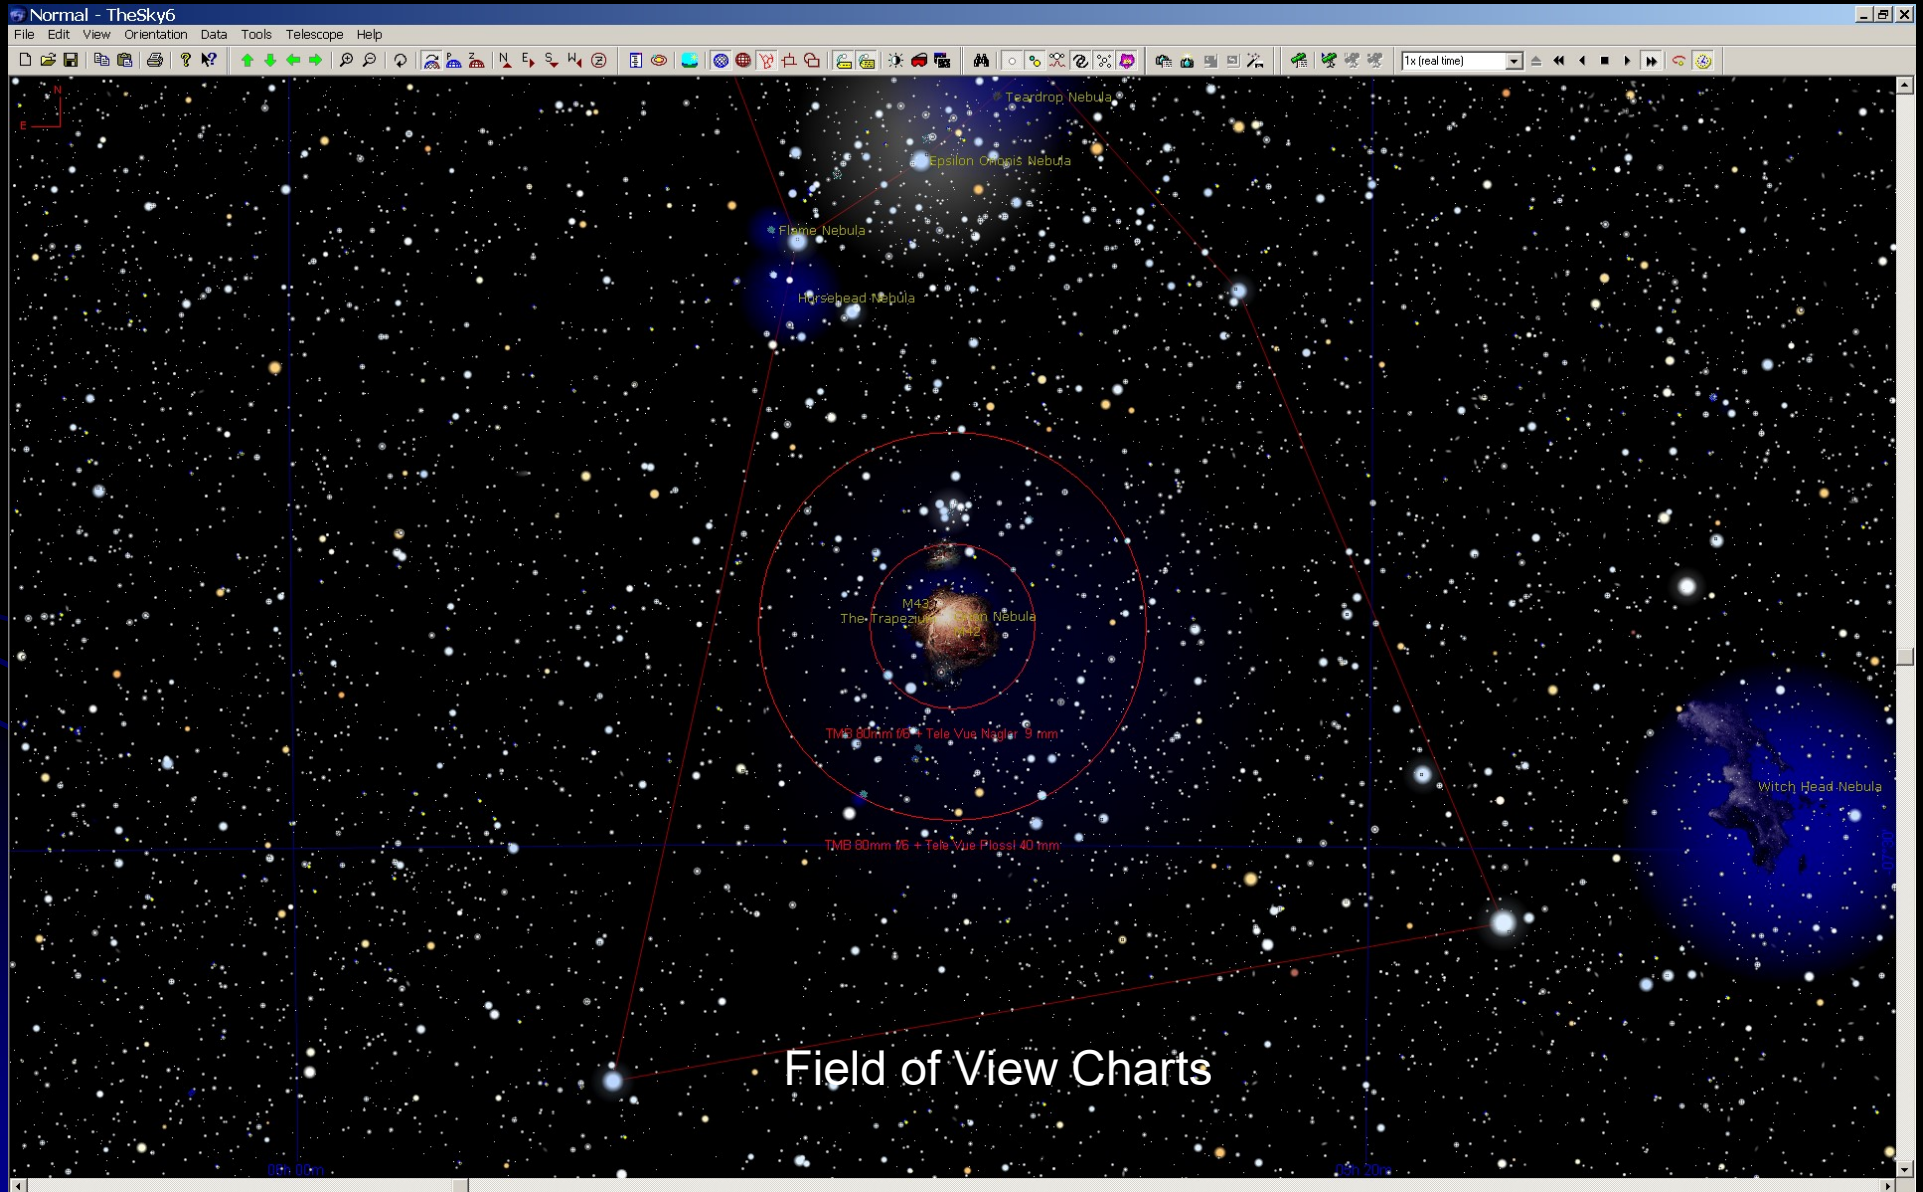 Normal - TheSky6
File Edit View Orientation Data Tools Telescope Help
1x (real time)
N
E
Teardrop Nebula
Epsilon Orionis Nebula
Flame Nebula
Horsehead Nebula
M43
The Trapezium
Nebula
M42
TMB 80mm f/6 + Tele Vue Nagler 9 mm
Witch Head Nebula
TMB 80mm f/6 + Tele Vue Plossl 40 mm
Field of View Charts